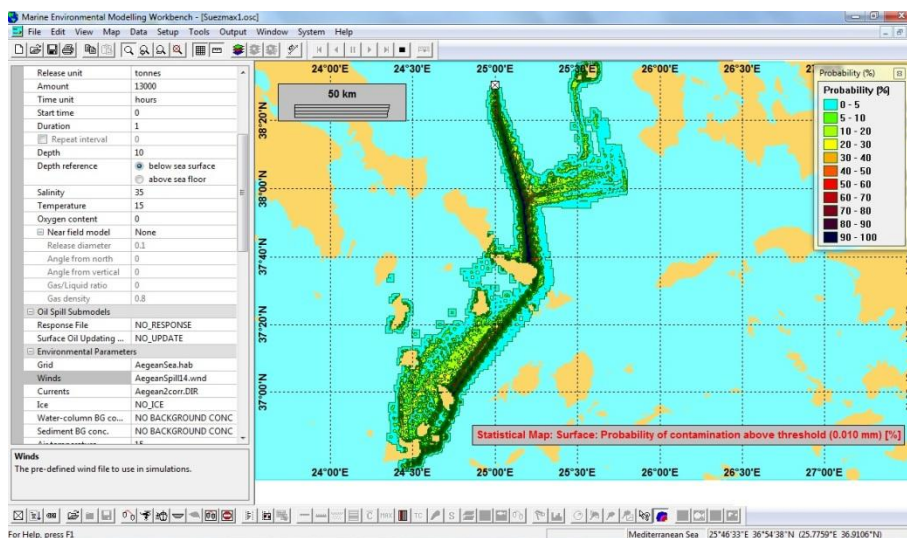 Marine Environmental Modelling Workbench - [Suezmax1.osc]
File Edit View Map Data Setup Tools Output Window System Help
Release unit tonnes
Amount 13000
Time unit hours
Start time 0
Duration 1
Repeat interval 0
Depth 10
Depth reference below sea surface
above sea floor
Salinity 35
Temperature 15
Oxygen content 0
Near field model None
Release diameter 0.1
Angle from north 0
Angle from vertical 0
Gas/Liquid ratio 0
Gas density 0.8
Oil Spill Submodels
Response File NO_RESPONSE
Surface Oil Updating ... NO_UPDATE
Environmental Parameters
Grid AegeanSea.hab
Winds AegeanSpill14.wnd
Currents Aegean2corr.DIR
Ice NO_ICE
Water-column BG co... NO BACKGROUND CONC
Sediment BG conc. NO BACKGROUND CONC
Air temperature 15
Winds
The pre-defined wind file to use in simulations.
24°00'E 24°30'E 25°00'E 25°30'E 26°00'E 26°30'E
50 km
38°20'N
38°00'N
37°40'N
37°20'N
37°00'N
Probability (%)
Probability (%)
0 - 5
5 - 10
10 - 20
20 - 30
30 - 40
40 - 50
50 - 60
60 - 70
70 - 80
80 - 90
90 - 100
Statistical Map: Surface: Probability of contamination above threshold (0.010 mm) [%]
24°00'E 24°30'E 25°00'E 25°30'E 26°00'E 26°30'E 27°00'E
For Help, press F1
Mediterranean Sea 25°46'33"E 36°54'38"N (25.7759°E 36.9106°N)